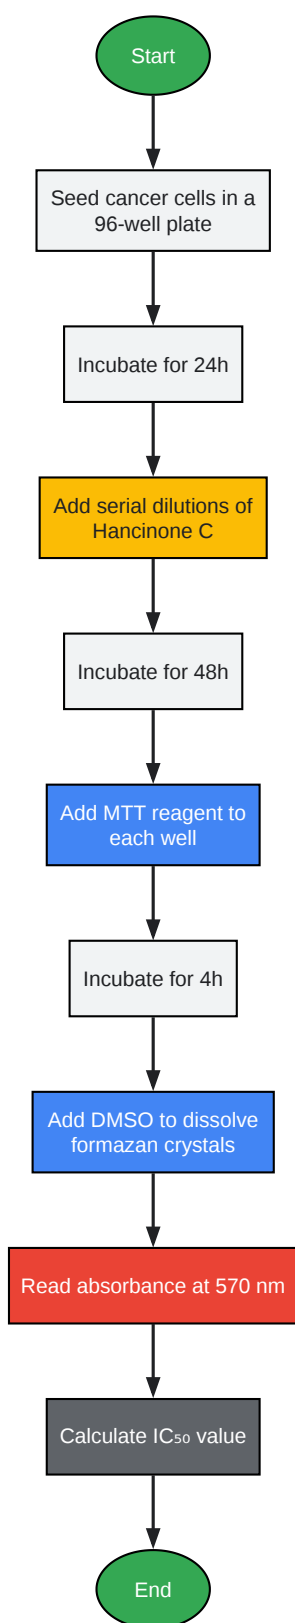 Start
Seed cancer cells in a
96-well plate
Incubate for 24h
Add serial dilutions of
Hancinone C
Incubate for 48h
Add MTT reagent to
each well
Incubate for 4h
Add DMSO to dissolve
formazan crystals
Read absorbance at 570 nm
Calculate IC₅₀ value
End